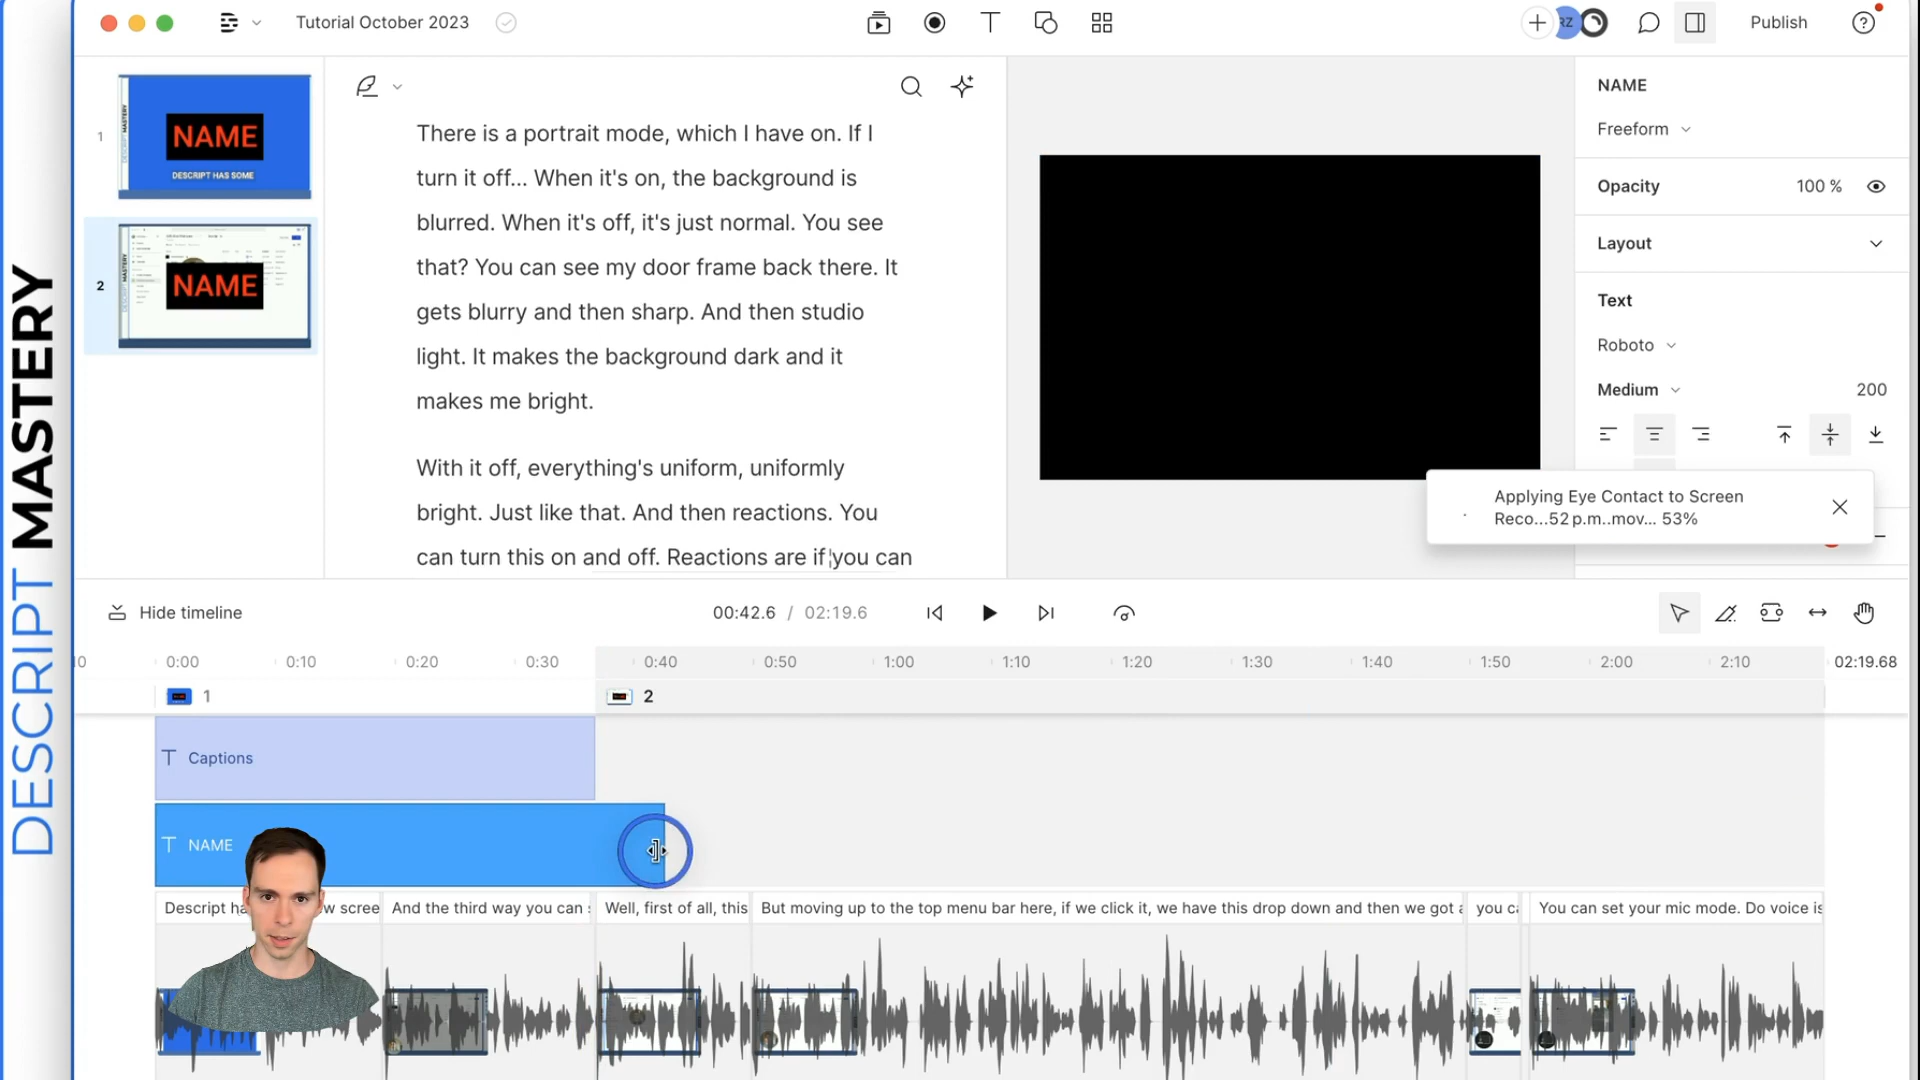 DESCRIPT MASTERY
Tutorial October 2023
RZ
Publish
1
NAME
DESCRIPT HAS SOME
2
NAME
There is a portrait mode, which I have on. If I
turn it off... When it's on, the background is
blurred. When it's off, it's just normal. You see
that? You can see my door frame back there. It
gets blurry and then sharp. And then studio
light. It makes the background dark and it
makes me bright.
With it off, everything's uniform, uniformly
bright. Just like that. And then reactions. You
can turn this on and off. Reactions are if you can
NAME
Freeform
Opacity 100 %
Layout
Text
Roboto
Medium 200
Applying Eye Contact to Screen
Reco...52 p.m..mov... 53%
Hide timeline
00:42.6 / 02:19.6
10 0:00 0:10 0:20 0:30 0:40 0:50 1:00 1:10 1:20 1:30 1:40 1:50 2:00 2:10 02:19.68
1 2
Captions
NAME
Descript ha w scree And the third way you can Well, first of all, this But moving up to the top menu bar here, if we click it, we have this drop down and then we got a you ca You can set your mic mode. Do voice is